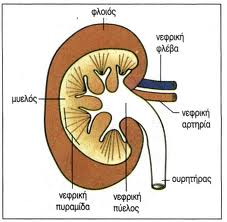 φλοιός
νεφρική
φλέβα
μυελός
νεφρική
αρτηρία
ουρητήρας
νεφρική
πυραμίδα
νεφρική
πύελος